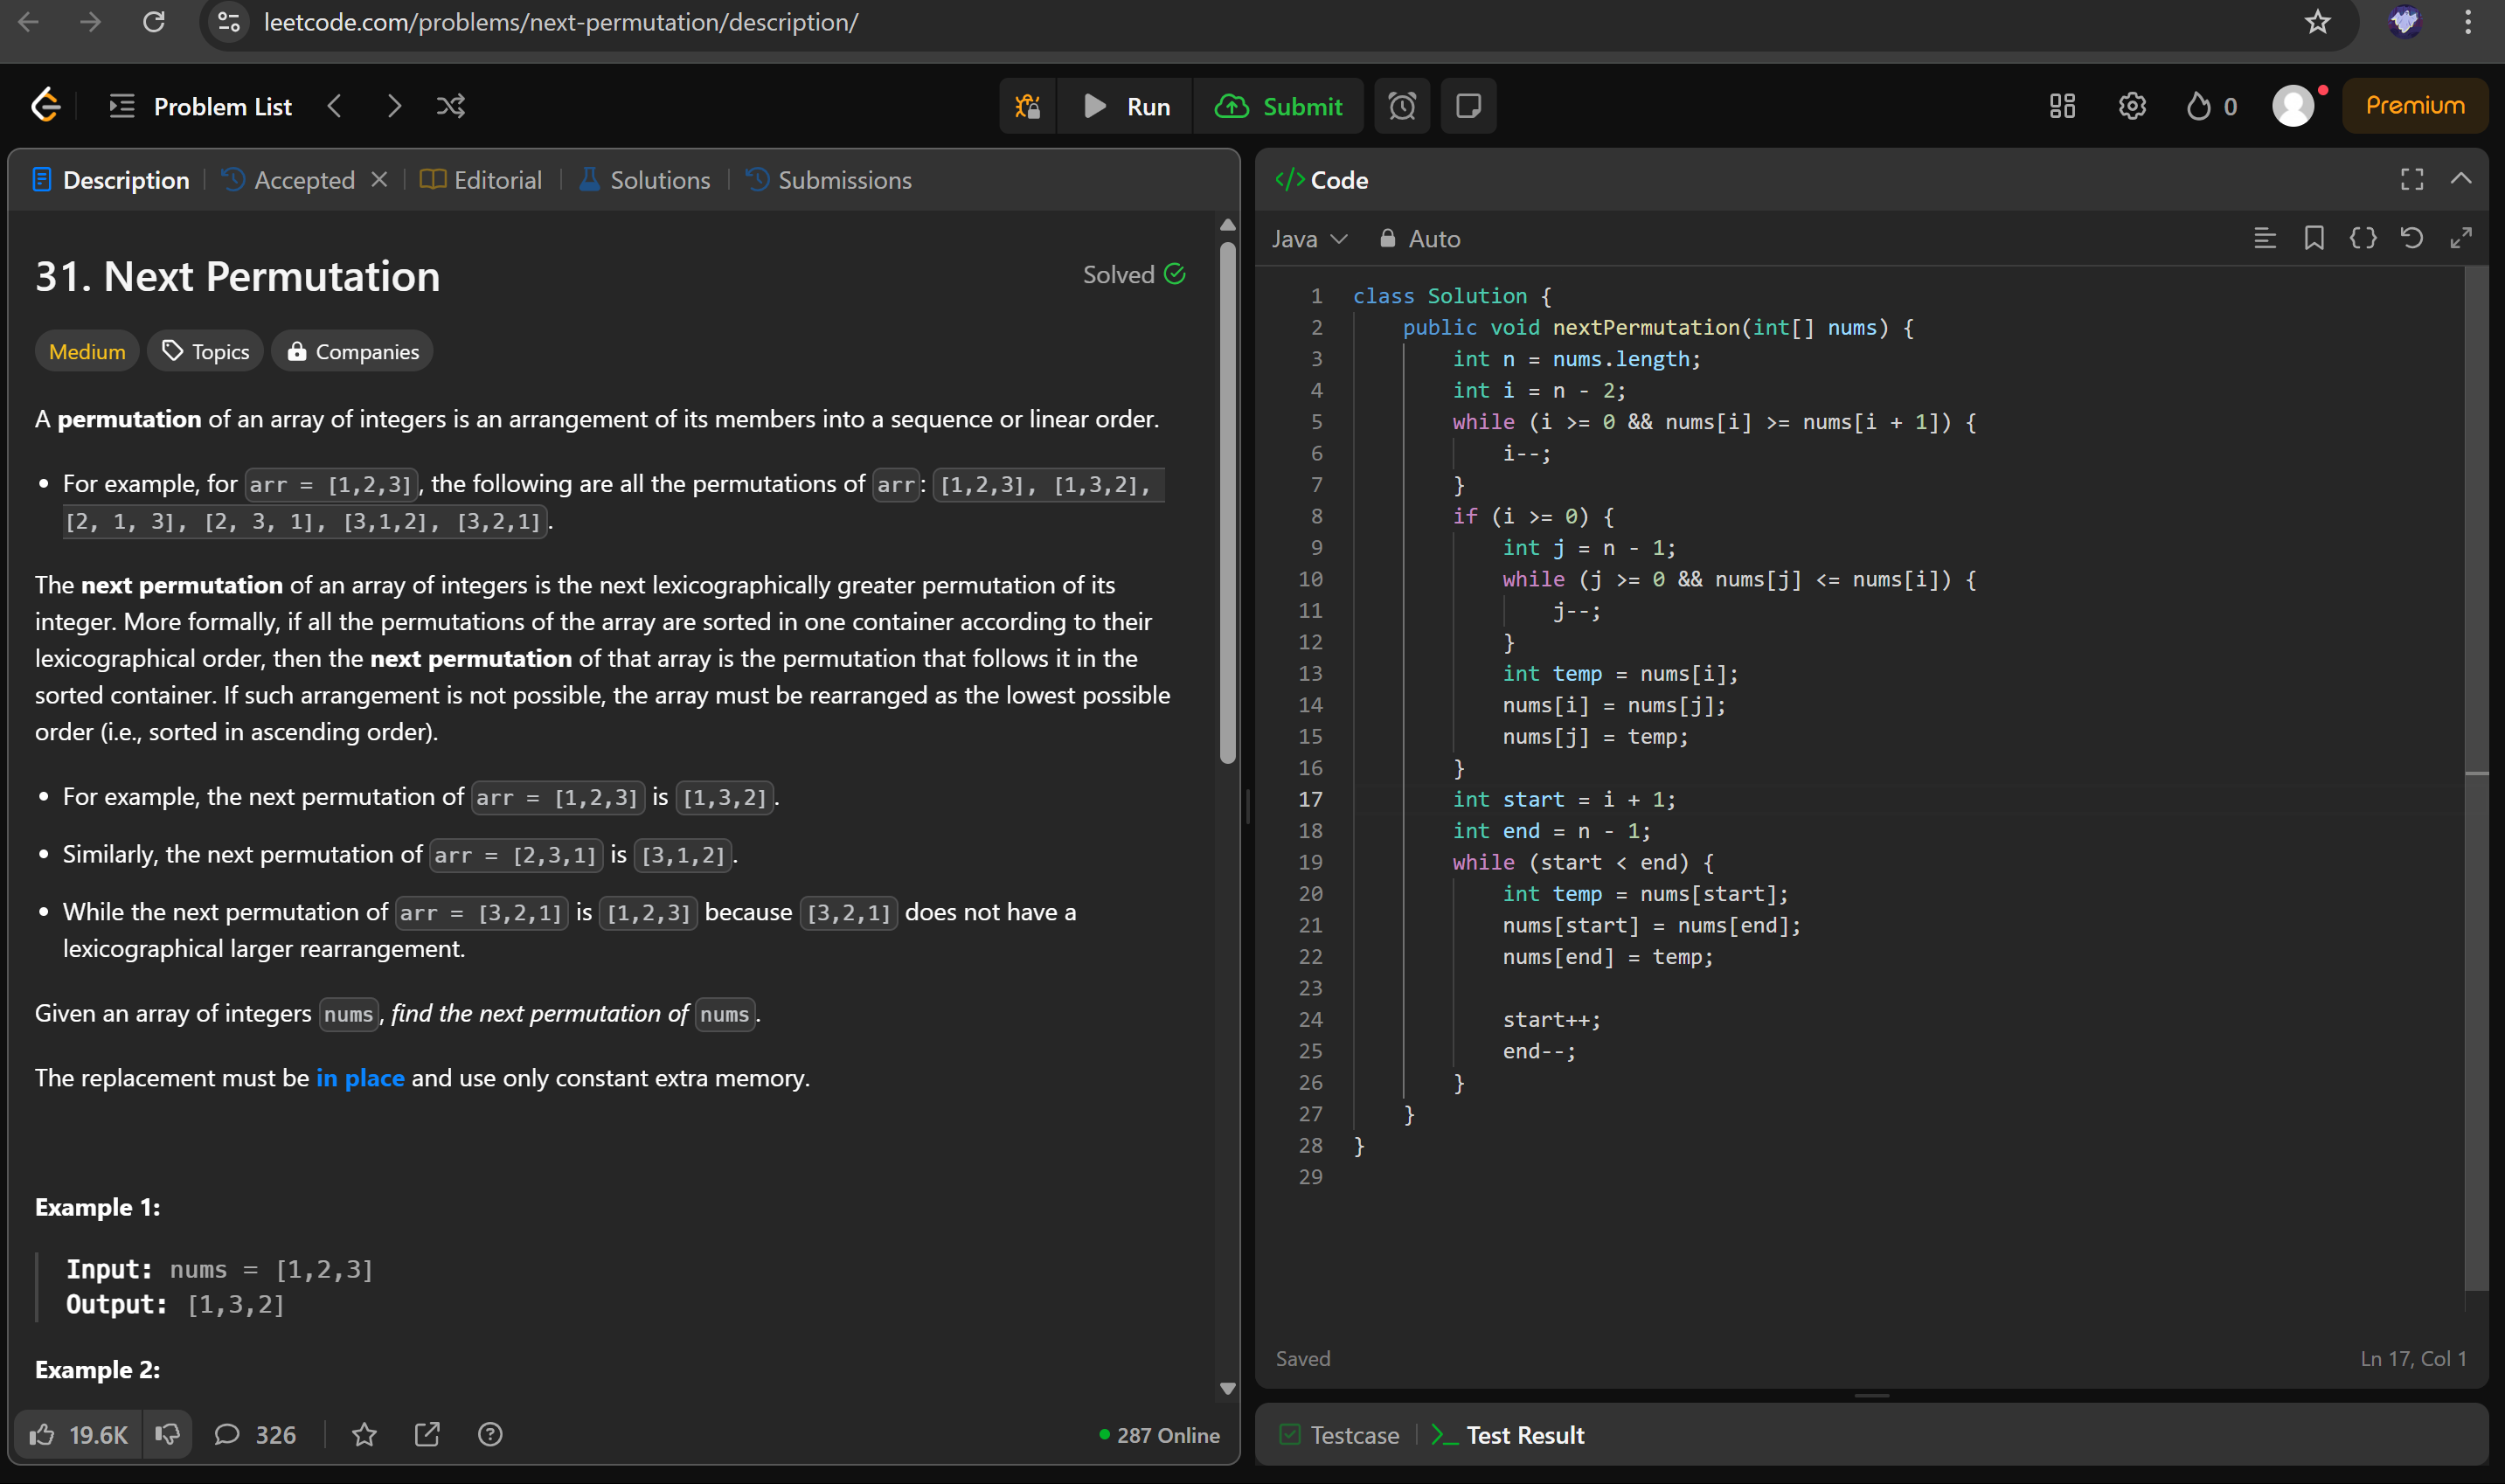 leetcode.com/problems/next-permutation/description/
Problem List
Run
Submit
0
Premium
Description
Accepted
Editorial
Solutions
Submissions
31. Next Permutation
Solved
Medium
Topics
Companies
A permutation of an array of integers is an arrangement of its members into a sequence or linear order.
• For example, for arr = [1,2,3], the following are all the permutations of arr: [1,2,3], [1,3,2],
[2, 1, 3], [2, 3, 1], [3,1,2], [3,2,1].
The next permutation of an array of integers is the next lexicographically greater permutation of its
integer. More formally, if all the permutations of the array are sorted in one container according to their
lexicographical order, then the next permutation of that array is the permutation that follows it in the
sorted container. If such arrangement is not possible, the array must be rearranged as the lowest possible
order (i.e., sorted in ascending order).
• For example, the next permutation of arr = [1,2,3] is [1,3,2].
• Similarly, the next permutation of arr = [2,3,1] is [3,1,2].
• While the next permutation of arr = [3,2,1] is [1,2,3] because [3,2,1] does not have a
lexicographical larger rearrangement.
Given an array of integers nums, find the next permutation of nums.
The replacement must be in place and use only constant extra memory.
Example 1:
Input: nums = [1,2,3]
Output: [1,3,2]
Example 2:
19.6K
326
287 Online
</> Code
Java
Auto
1 class Solution {
2     public void nextPermutation(int[] nums) {
3         int n = nums.length;
4         int i = n - 2;
5         while (i >= 0 && nums[i] >= nums[i + 1]) {
6             i--;
7         }
8         if (i >= 0) {
9             int j = n - 1;
10             while (j >= 0 && nums[j] <= nums[i]) {
11                 j--;
12             }
13             int temp = nums[i];
14             nums[i] = nums[j];
15             nums[j] = temp;
16         }
17         int start = i + 1;
18         int end = n - 1;
19         while (start < end) {
20             int temp = nums[start];
21             nums[start] = nums[end];
22             nums[end] = temp;
23
24             start++;
25             end--;
26         }
27     }
28 }
29
Saved
Ln 17, Col 1
Testcase
Test Result